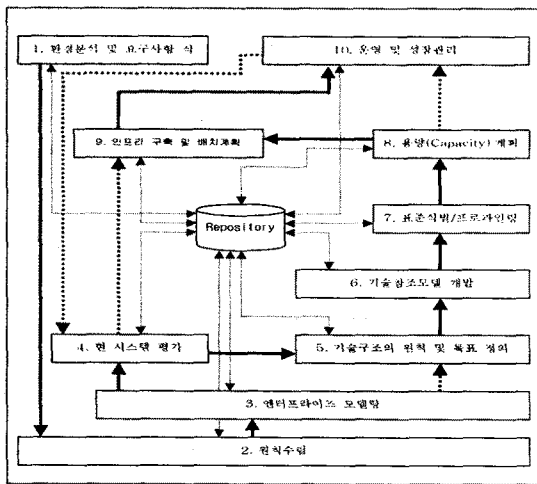 1. 환경분석 및 요구사항 식
10. 운영 및 성장관리
9. 인프라 구축 및 배치계획
8. 용량(Capacity) 계획
7. 표준식별/프로파일링
Repository
6. 기술참조모델 개발
4. 현 시스템 평가
5. 기술구조의 원칙 및 목표 정의
3. 엔터프라이즈 모델링
2. 원칙수립